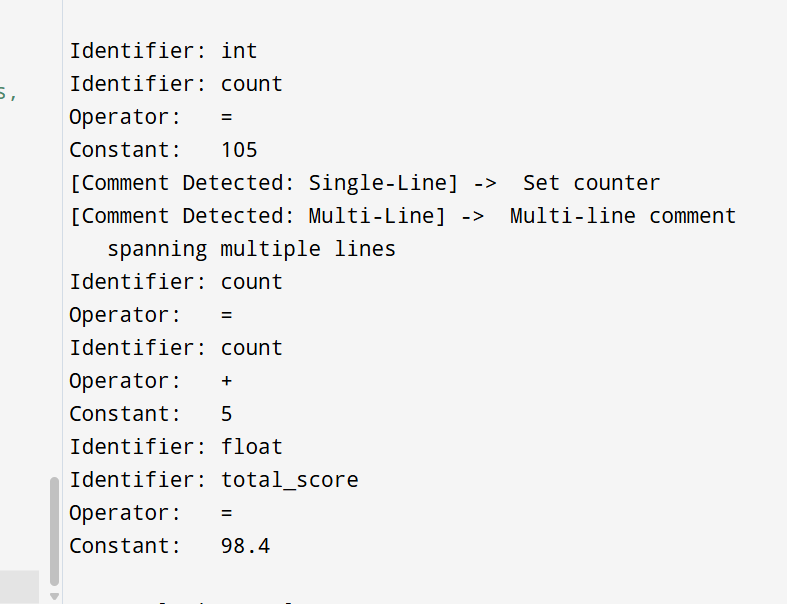 Identifier: int
Identifier: count
s,
Operator:   =
Constant:   105
[Comment Detected: Single-Line] ->  Set counter
[Comment Detected: Multi-Line] ->  Multi-line comment
   spanning multiple lines
Identifier: count
Operator:   =
Identifier: count
Operator:   +
Constant:   5
Identifier: float
Identifier: total_score
Operator:   =
Constant:   98.4